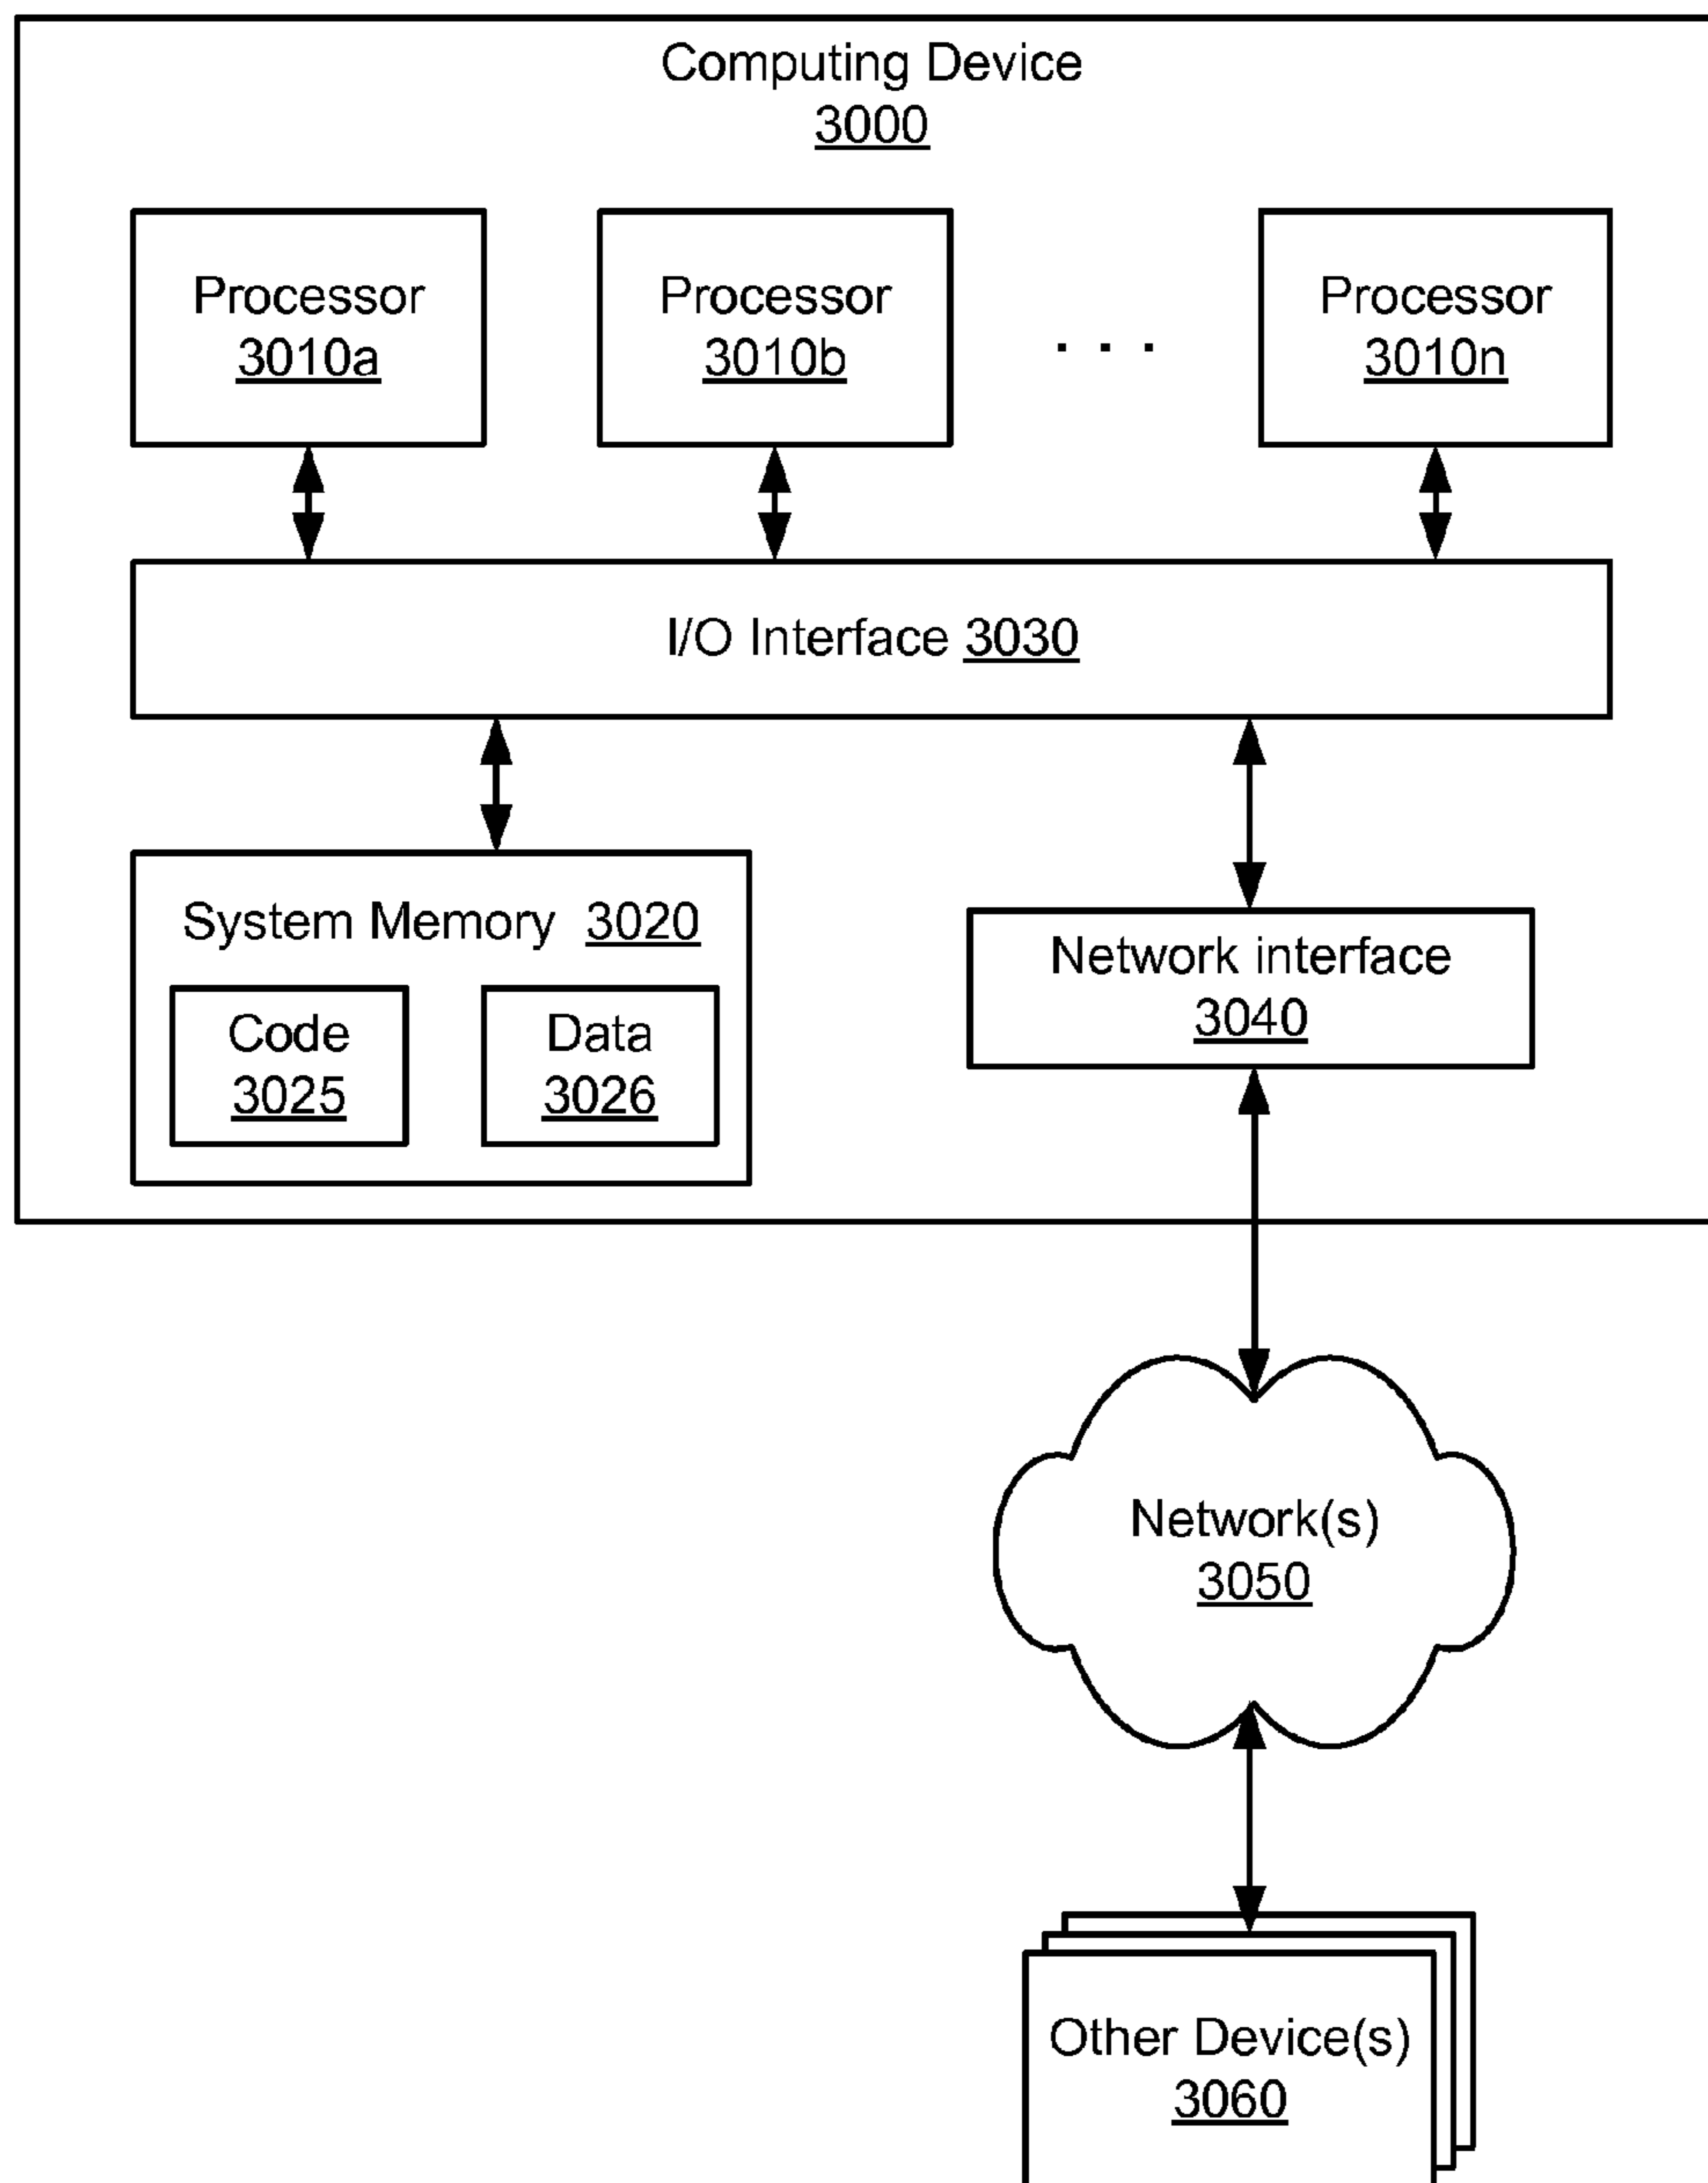 Computing Device
3000
Processor
3010a
Processor
3010b
. . .
Processor
3010n
I/O Interface 3030
System Memory 3020
Code
3025
Data
3026
Network interface
3040
Network(s)
3050
Other Device(s)
3060